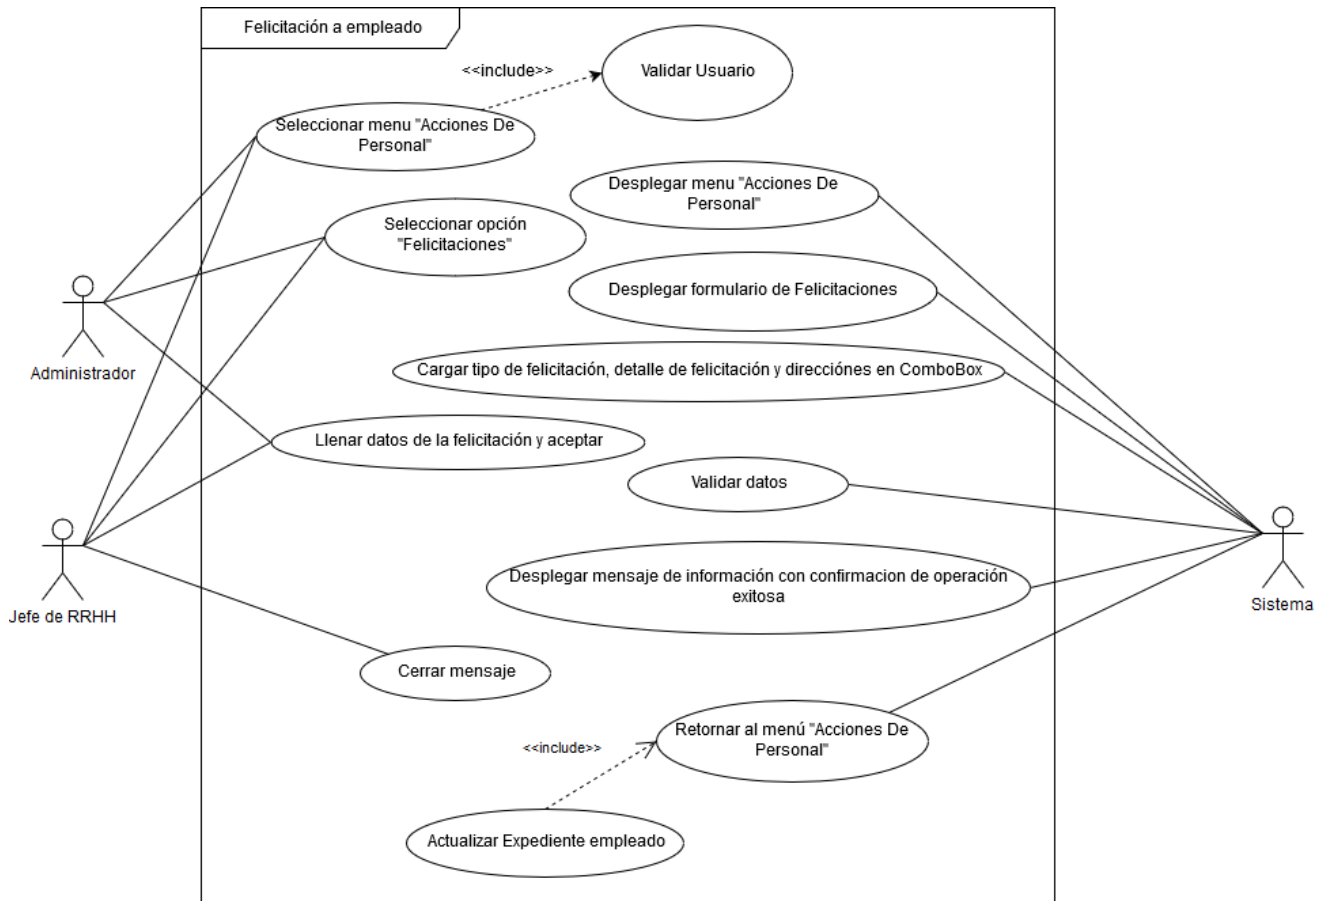 Felicitación a empleado
<<include>>
Validar Usuario
Seleccionar menu "Acciones De
Personal"
Desplegar menu "Acciones De
Personal"
Seleccionar opción
"Felicitaciones"
Desplegar formulario de Felicitaciones
Administrador
Cargar tipo de felicitación, detalle de felicitación y direcciónes en ComboBox
Llenar datos de la felicitación y aceptar
Validar datos
Desplegar mensaje de información con confirmacion de operación
exitosa
Jefe de RRHH
Sistema
Cerrar mensaje
Retornar al menú "Acciones De
Personal"
<<include>>
Actualizar Expediente empleado